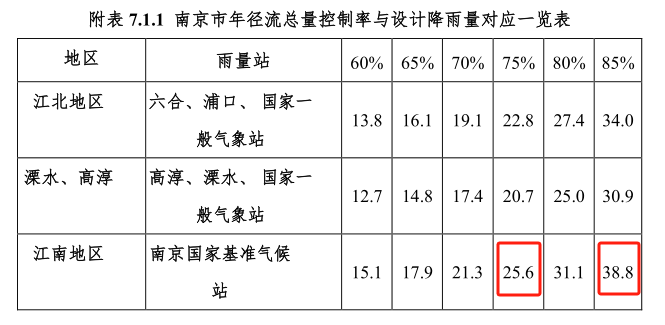 附表 7.1.1 南京市年径流总量控制率与设计降雨量对应一览表
地区 雨量站 60% 65% 70% 75% 80% 85%
江北地区 六合、浦口、 国家一
般气象站 13.8 16.1 19.1 22.8 27.4 34.0
溧水、高淳 高淳、溧水、 国家一
般气象站 12.7 14.8 17.4 20.7 25.0 30.9
江南地区 南京国家基准气候
站 15.1 17.9 21.3 25.6 31.1 38.8